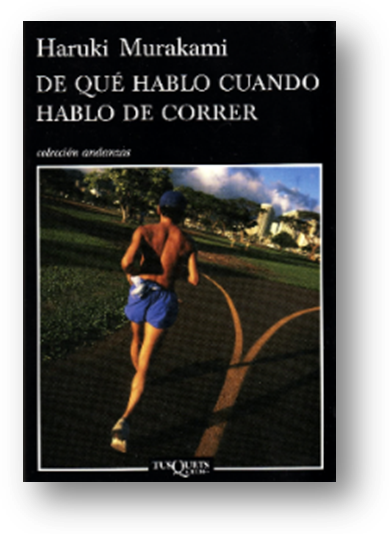 Haruki Murakami
DE QUÉ HABLO CUANDO
HABLO DE CORRER
colección andanzas
TUSQUETS